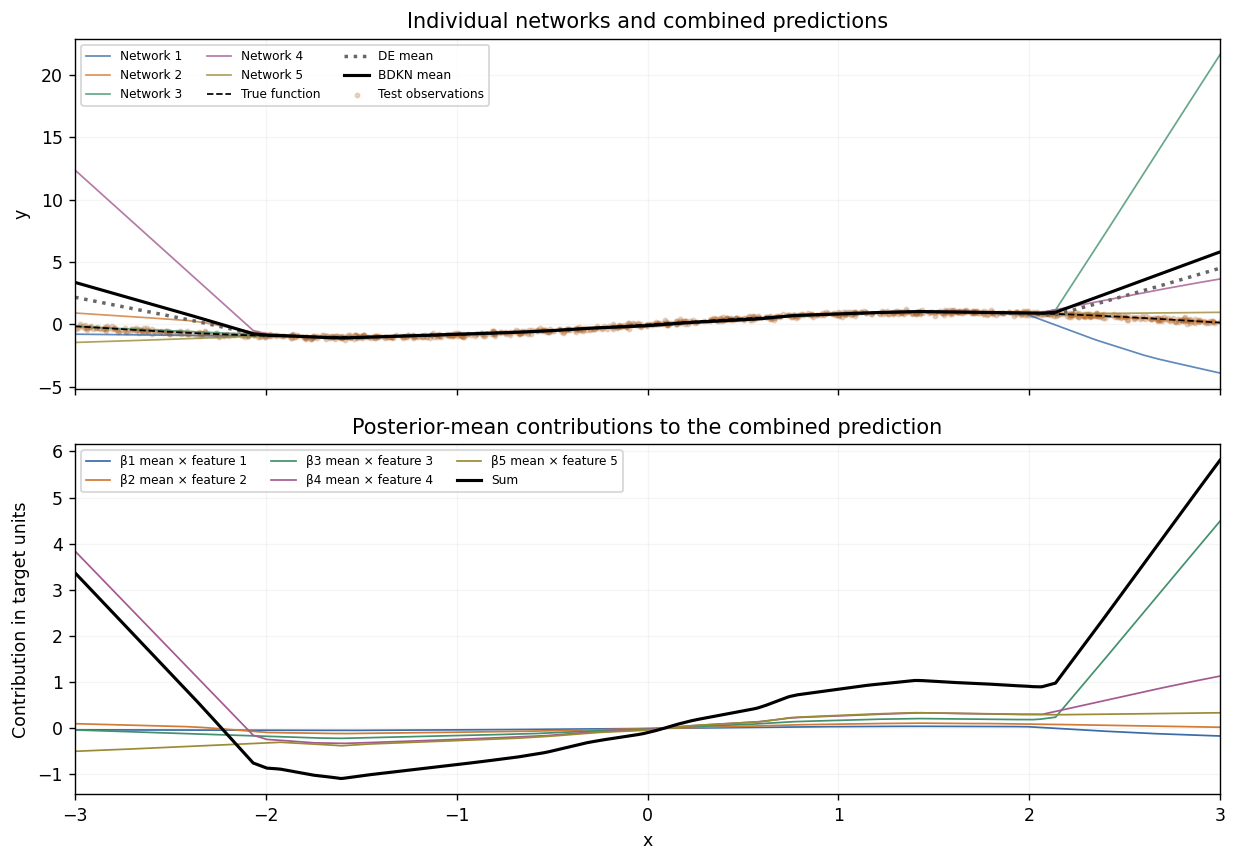 Individual networks and combined predictions
Network 1 Network 4 DE mean
Network 2 Network 5 BDKN mean
Network 3 True function Test observations
20
15
10
5
0
−5
y
Posterior-mean contributions to the combined prediction
β1 mean × feature 1 β3 mean × feature 3 β5 mean × feature 5
β2 mean × feature 2 β4 mean × feature 4 Sum
6
5
4
3
2
1
0
−1
Contribution in target units
−3 −2 −1 0 1 2 3
x